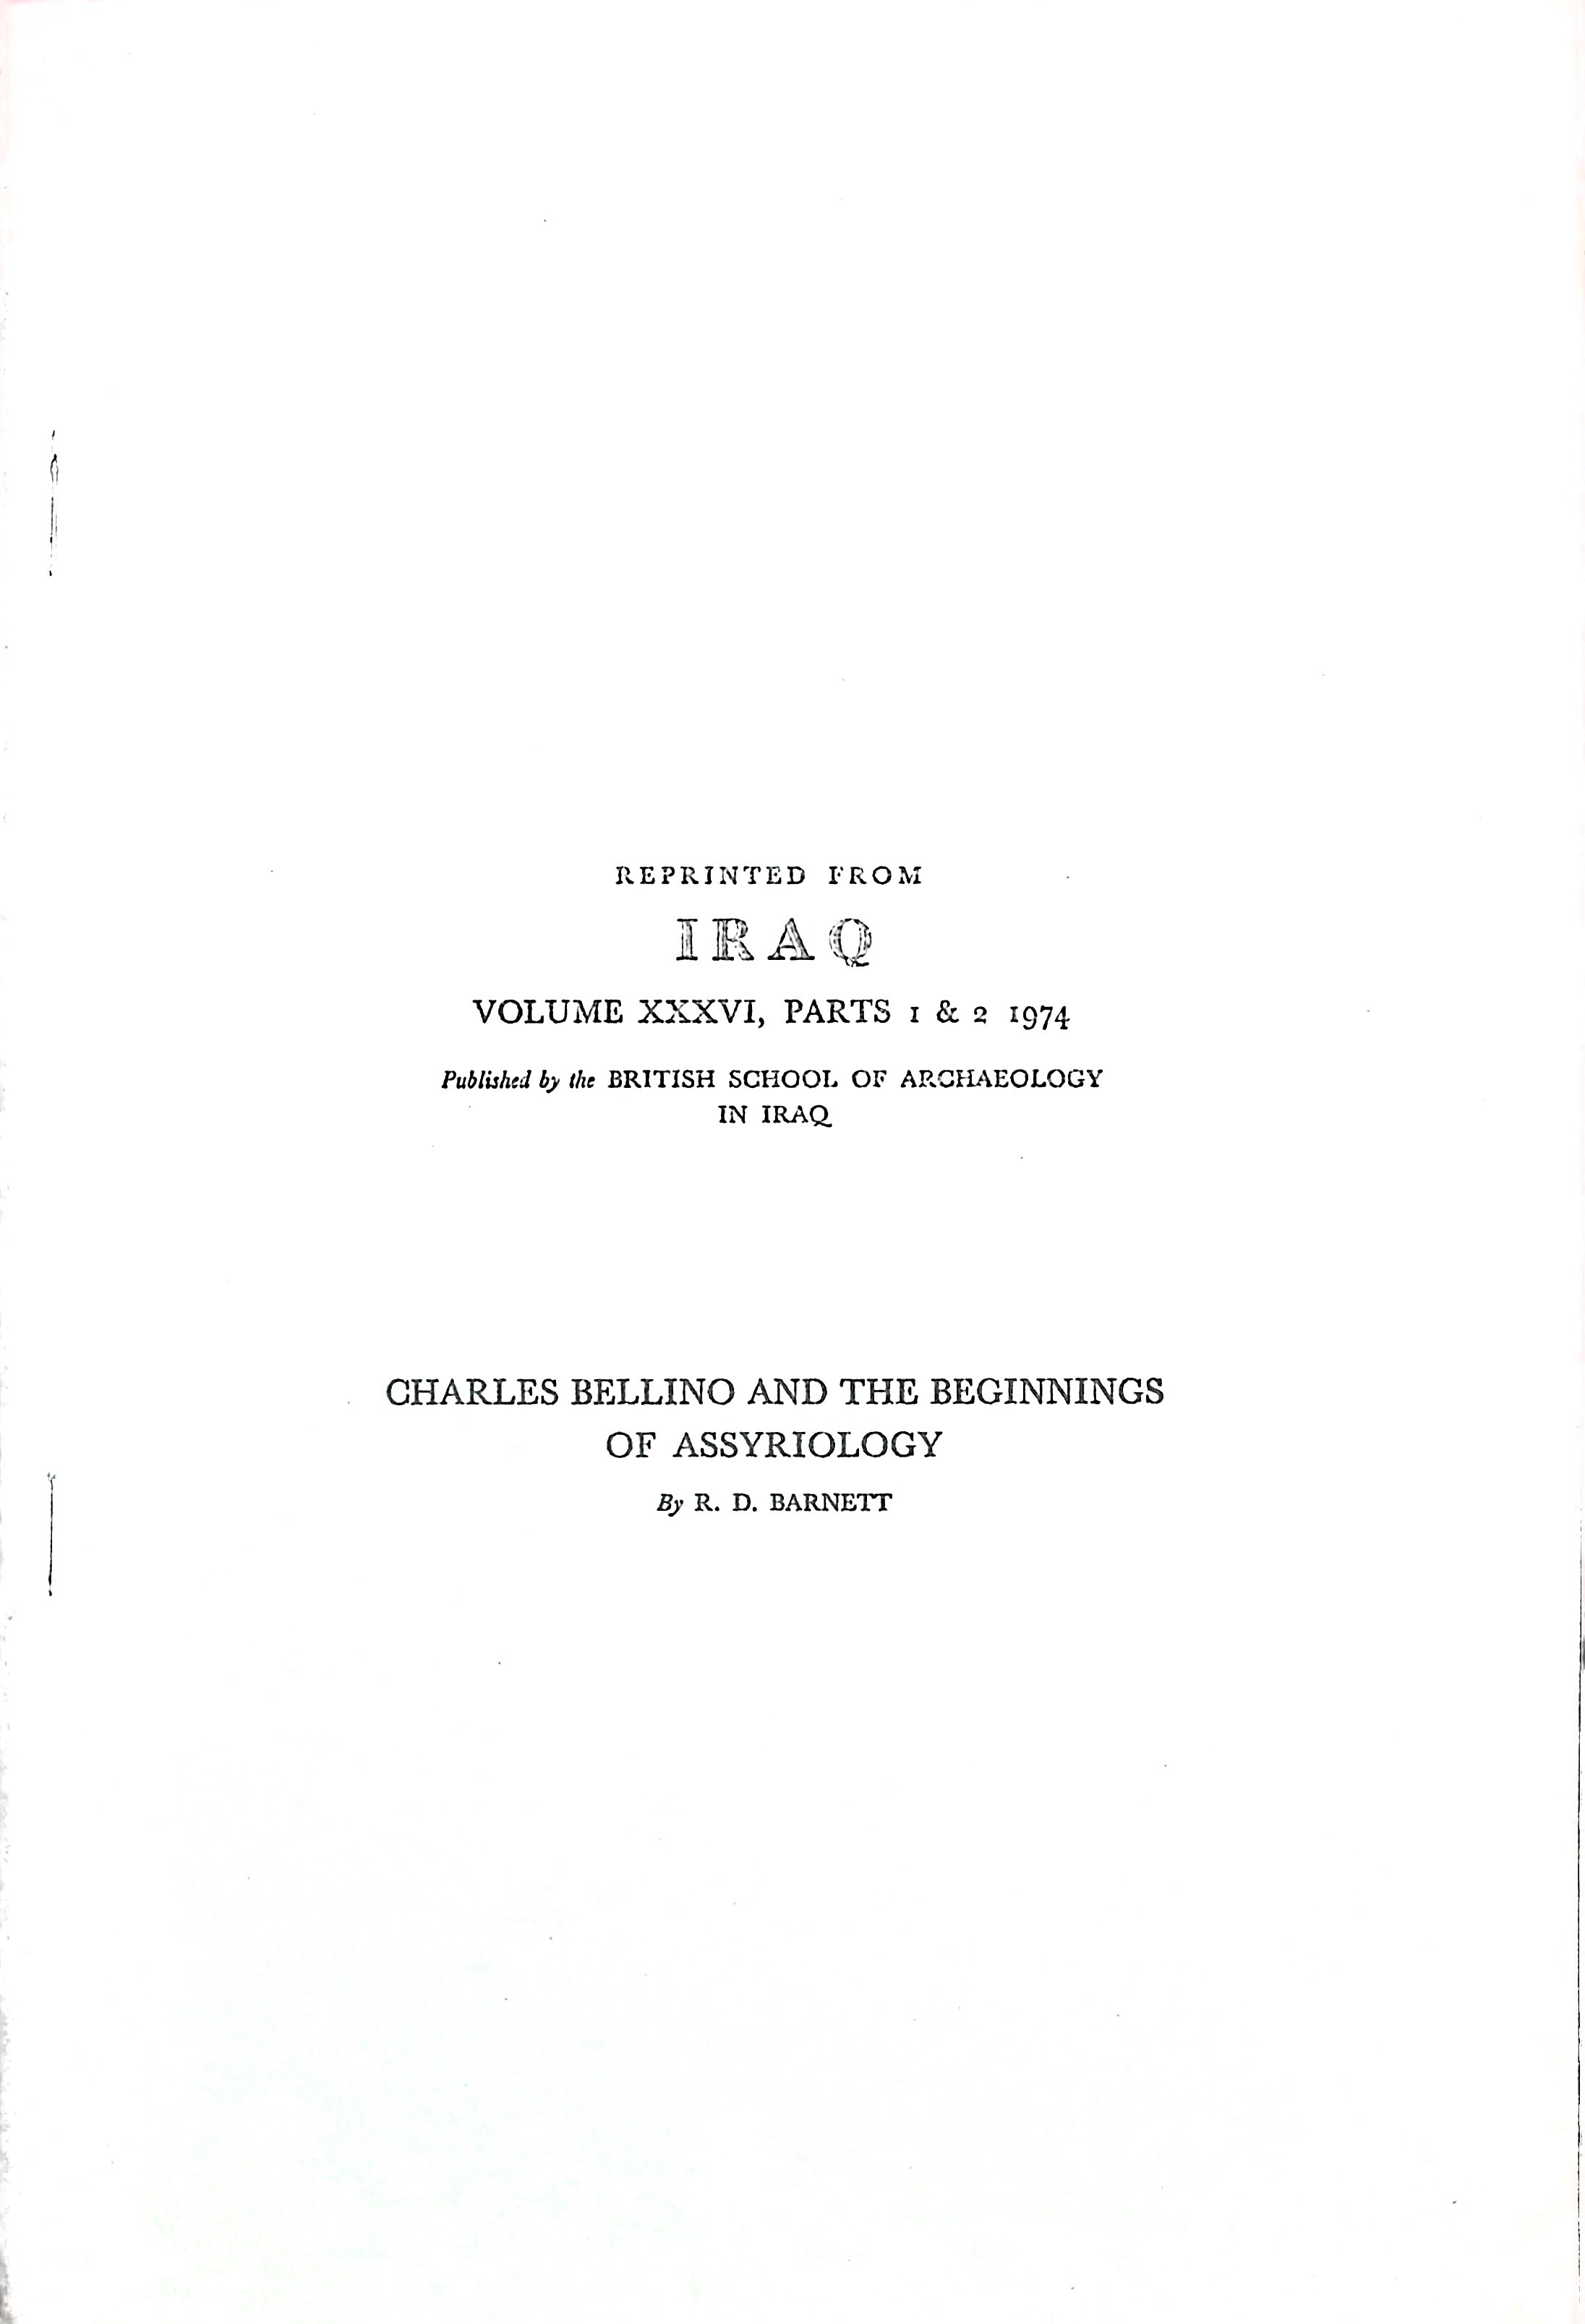 REPRINTED FROM
IRAQ
VOLUME XXXVI, PARTS 1 & 2 1974
Published by the BRITISH SCHOOL OF ARCHAEOLOGY
IN IRAQ
CHARLES BELLINO AND THE BEGINNINGS
OF ASSYRIOLOGY
By R. D. BARNETT